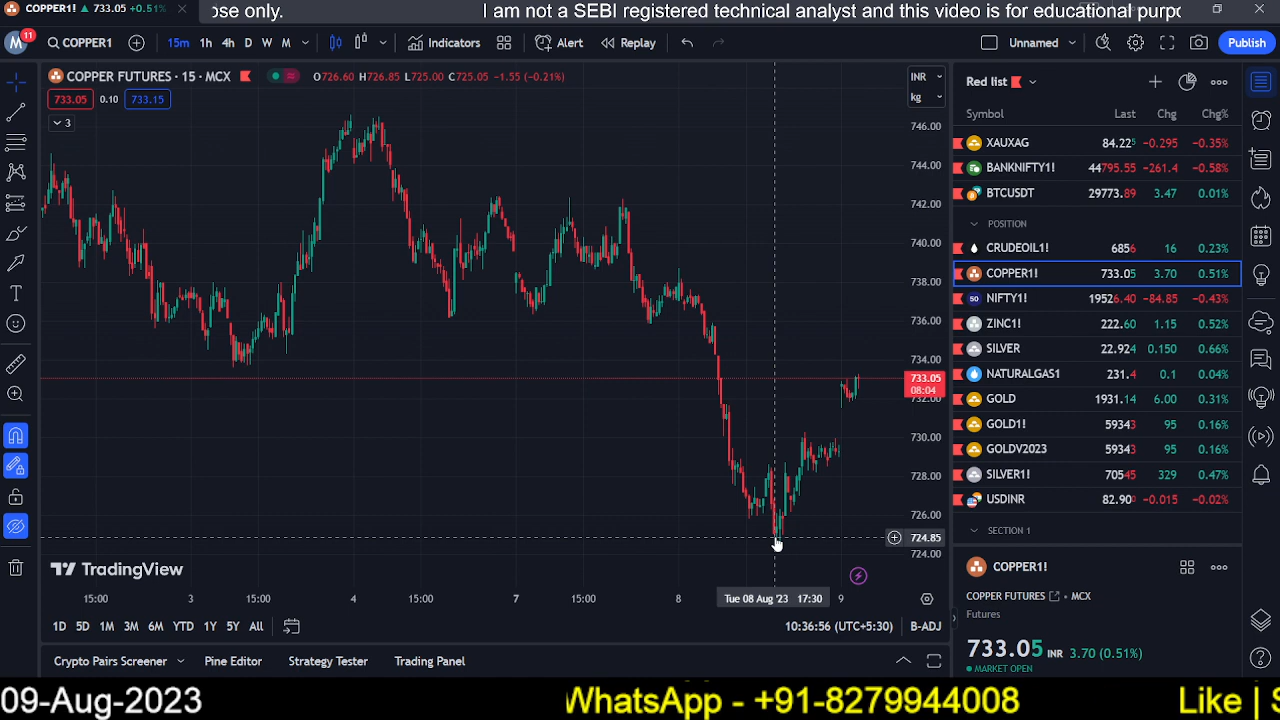 COPPER1! ▲ 733.05 +0.51%
ose only.
I am not a SEBI registered technical analyst and this video is for educational purpo
M 11
COPPER1
15m 1h 4h D W M
Indicators
Alert
Replay
Unnamed
Publish
COPPER FUTURES · 15 · MCX
O726.60 H726.85 L725.00 C725.05 -1.55 (-0.21%)
733.05 0.10 733.15
3
INR
kg
746.00
744.00
742.00
740.00
738.00
736.00
734.00
733.05
08:04
732.00
730.00
728.00
726.00
724.85
724.00
TradingView
15:00 3 15:00 4 15:00 7 15:00 8 Tue 08 Aug '23 17:30 9
1D 5D 1M 3M 6M YTD 1Y 5Y All
10:36:56 (UTC+5:30)
B-ADJ
Crypto Pairs Screener
Pine Editor
Strategy Tester
Trading Panel
Red list
Symbol Last Chg Chg%
XAUXAG 84.225 -0.295 -0.35%
BANKNIFTY1! 44795.55 -261.4 -0.58%
BTCUSDT 29773.89 3.47 0.01%
POSITION
CRUDEOIL1! 6856 16 0.23%
COPPER1! 733.05 3.70 0.51%
50 NIFTY1! 19526.40 -84.85 -0.43%
ZINC1! 222.60 1.15 0.52%
SILVER 22.924 0.150 0.66%
NATURALGAS1 231.4 0.1 0.04%
GOLD 1931.14 6.00 0.31%
GOLD1! 59343 95 0.16%
GOLDV2023 59343 95 0.16%
SILVER1! 70545 329 0.47%
USDINR 82.900 -0.015 -0.02%
SECTION 1
COPPER1!
COPPER FUTURES • MCX
Futures
733.05 INR 3.70 (0.51%)
MARKET OPEN
09-Aug-2023
WhatsApp - +91-8279944008
Like | S